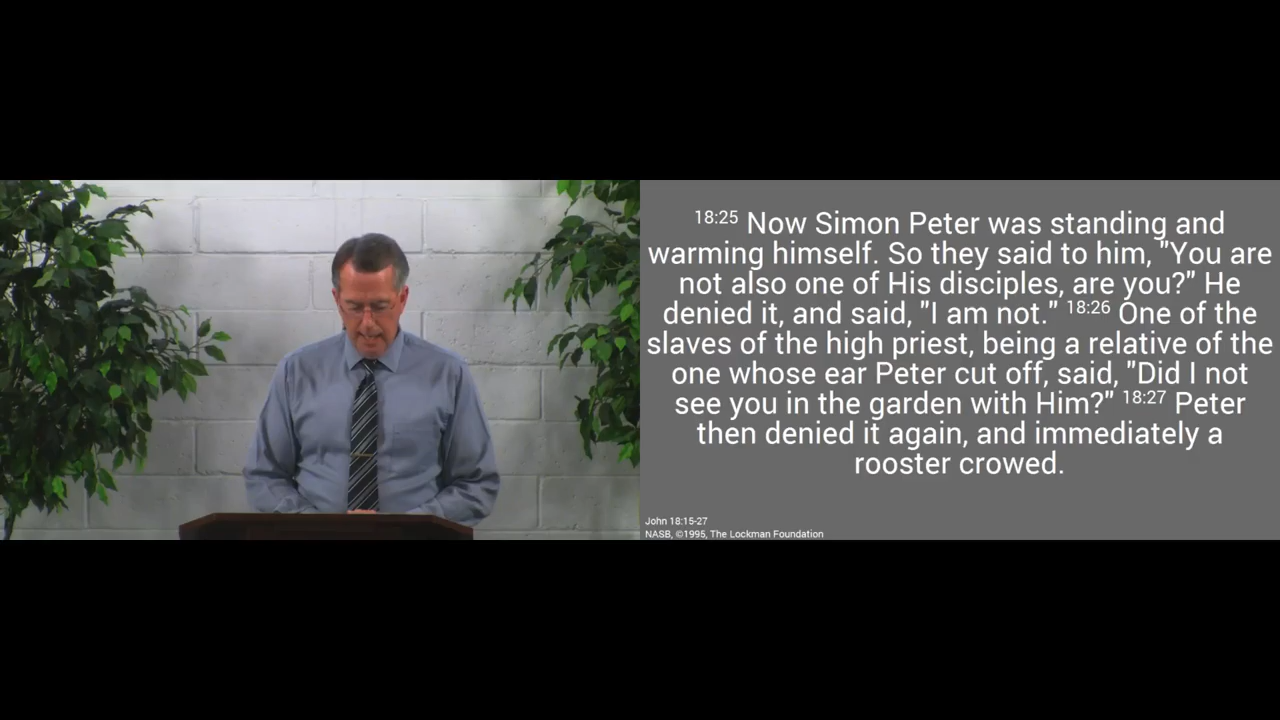 18:25 Now Simon Peter was standing and
warming himself. So they said to him, "You are
not also one of His disciples, are you?" He
denied it, and said, "I am not." 18:26 One of the
slaves of the high priest, being a relative of the
one whose ear Peter cut off, said, "Did I not
see you in the garden with Him?" 18:27 Peter
then denied it again, and immediately a
rooster crowed.
John 18:15-27
NASB, ©1995, The Lockman Foundation